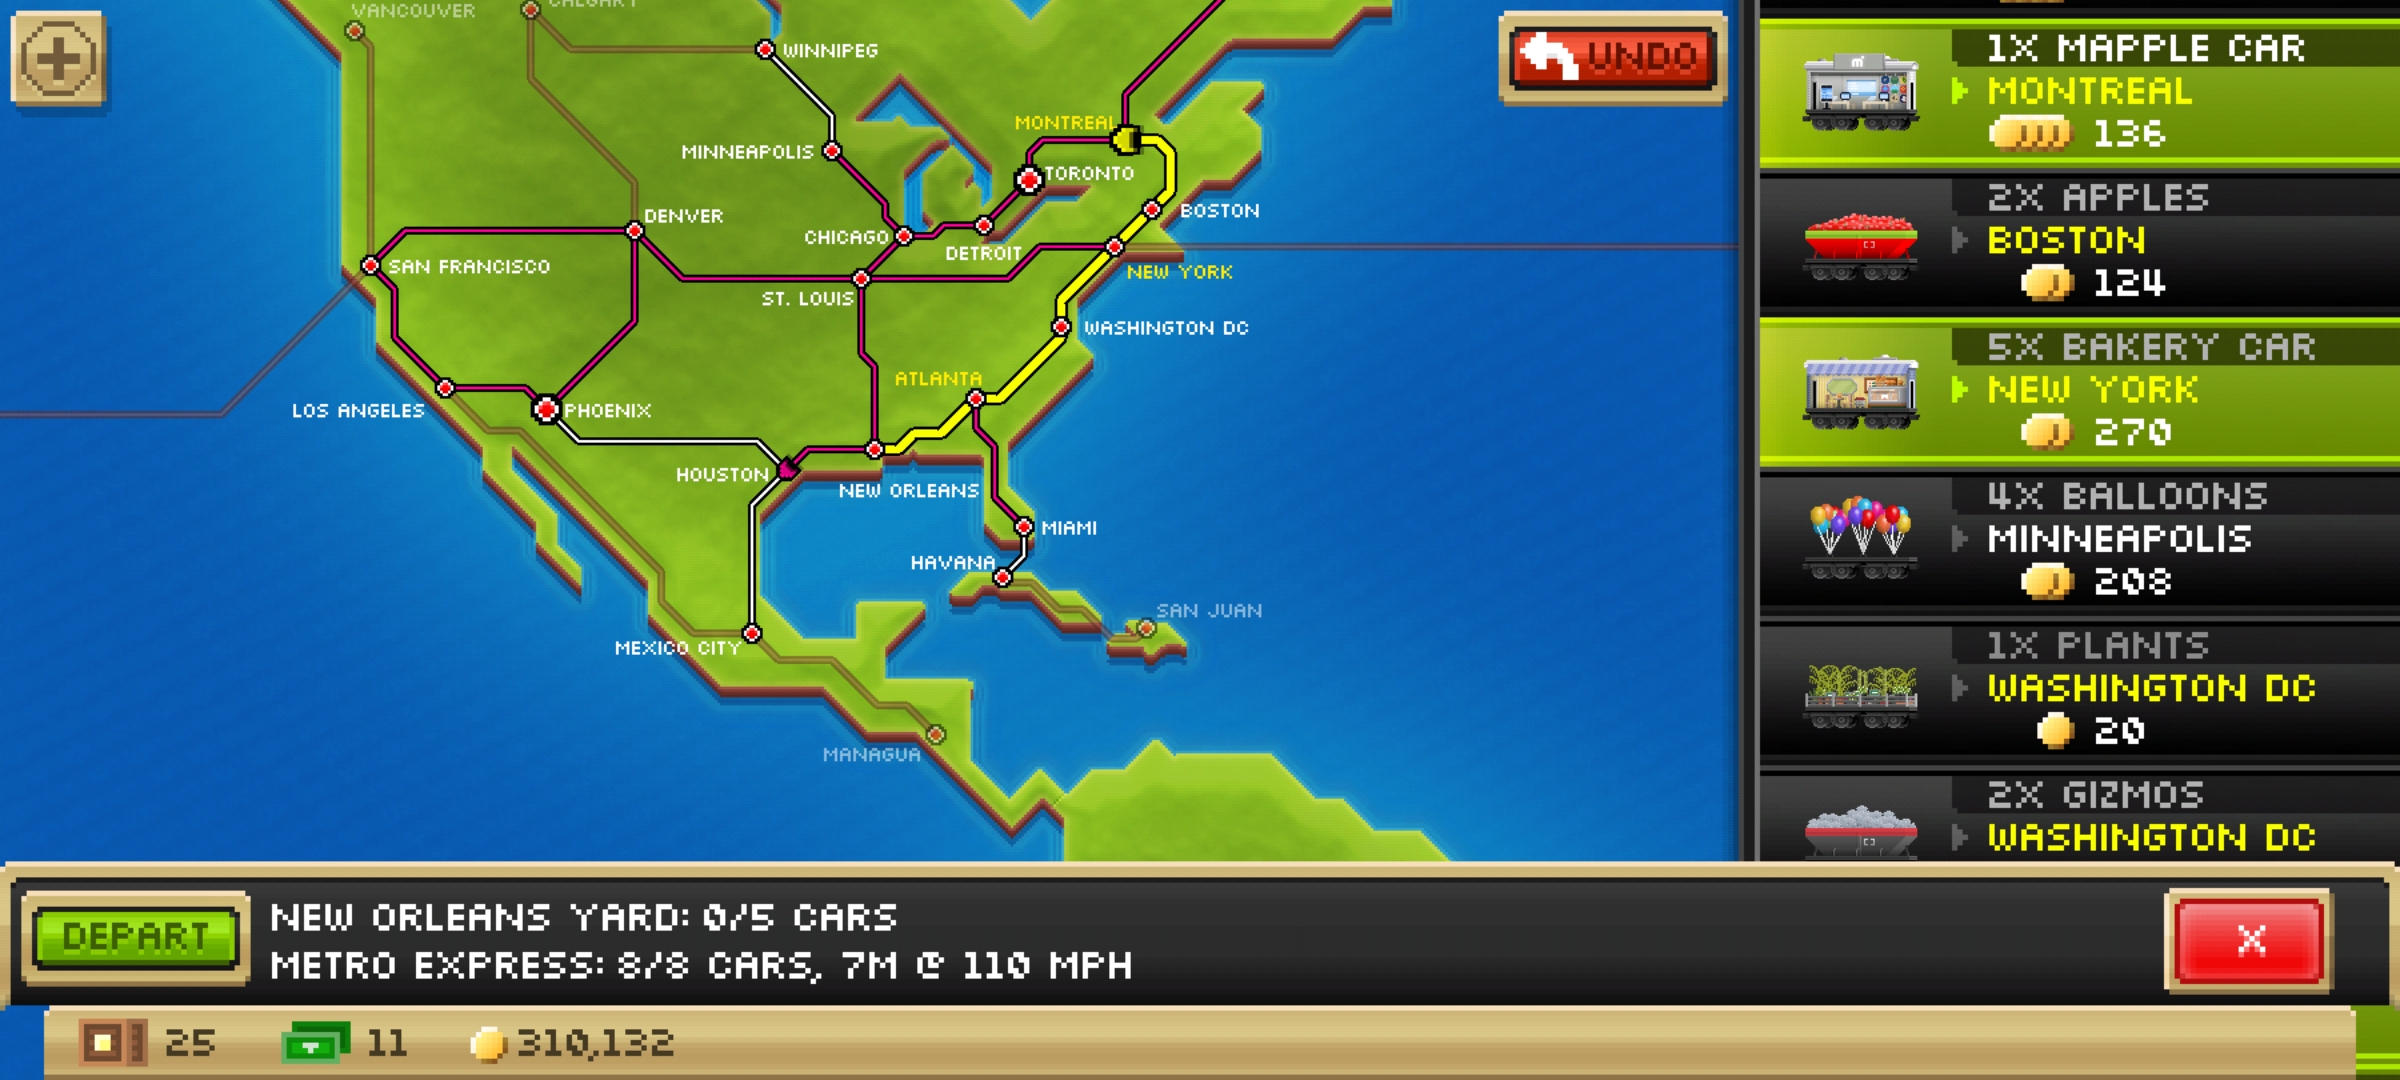 VANCOUVER
CALGARY
WINNIPEG
MONTREAL
MINNEAPOLIS
TORONTO
DENVER
BOSTON
CHICAGO
DETROIT
SAN FRANCISCO
NEW YORK
ST. LOUIS
WASHINGTON DC
ATLANTA
LOS ANGELES
PHOENIX
HOUSTON
NEW ORLEANS
MIAMI
HAVANA
SAN JUAN
MEXICO CITY
MANAGUA
UNDO
1X MAPPLE CAR
MONTREAL
136
2X APPLES
BOSTON
124
5X BAKERY CAR
NEW YORK
270
4X BALLOONS
MINNEAPOLIS
208
1X PLANTS
WASHINGTON DC
20
2X GIZMOS
WASHINGTON DC
DEPART
NEW ORLEANS YARD: 0/5 CARS
METRO EXPRESS: 8/8 CARS, 7M @ 110 MPH
X
25
11
310,132